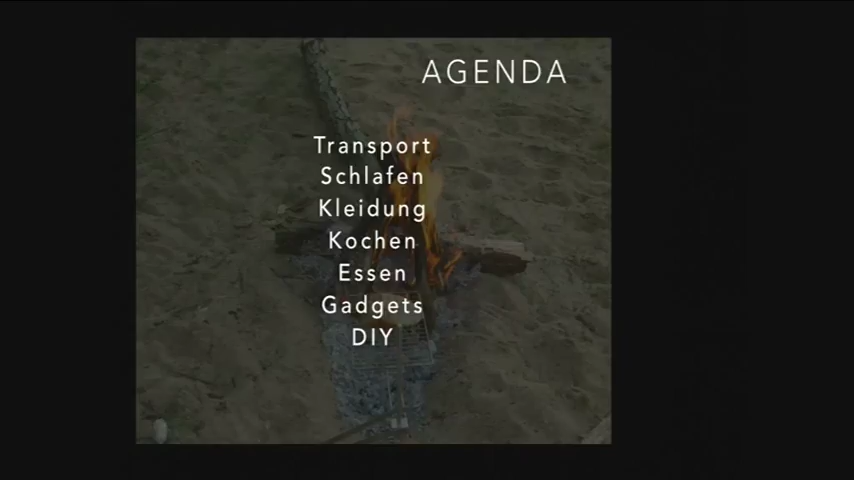 AGENDA
Transport
Schlafen
Kleidung
Kochen
Essen
Gadgets
DIY